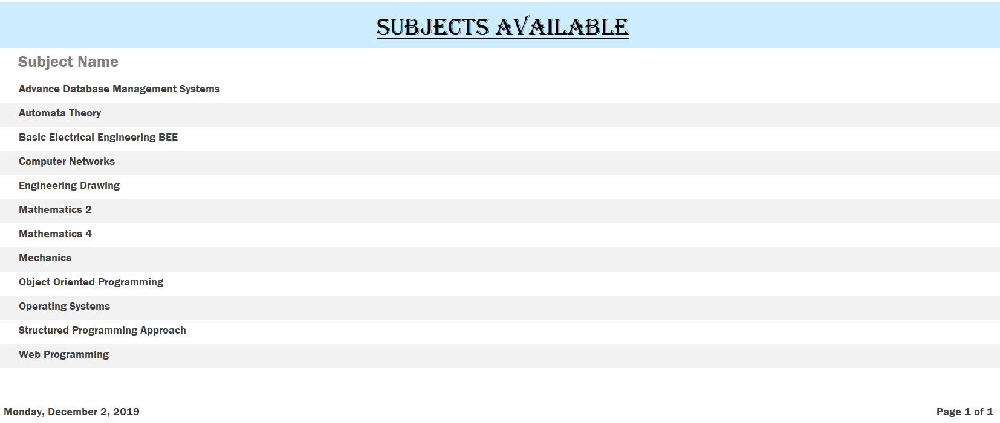 SUBJECTS AVAILABLE
Subject Name
Advance Database Management Systems
Automata Theory
Basic Electrical Engineering BEE
Computer Networks
Engineering Drawing
Mathematics 2
Mathematics 4
Mechanics
Object Oriented Programming
Operating Systems
Structured Programming Approach
Web Programming
Monday, December 2, 2019 Page 1 of 1